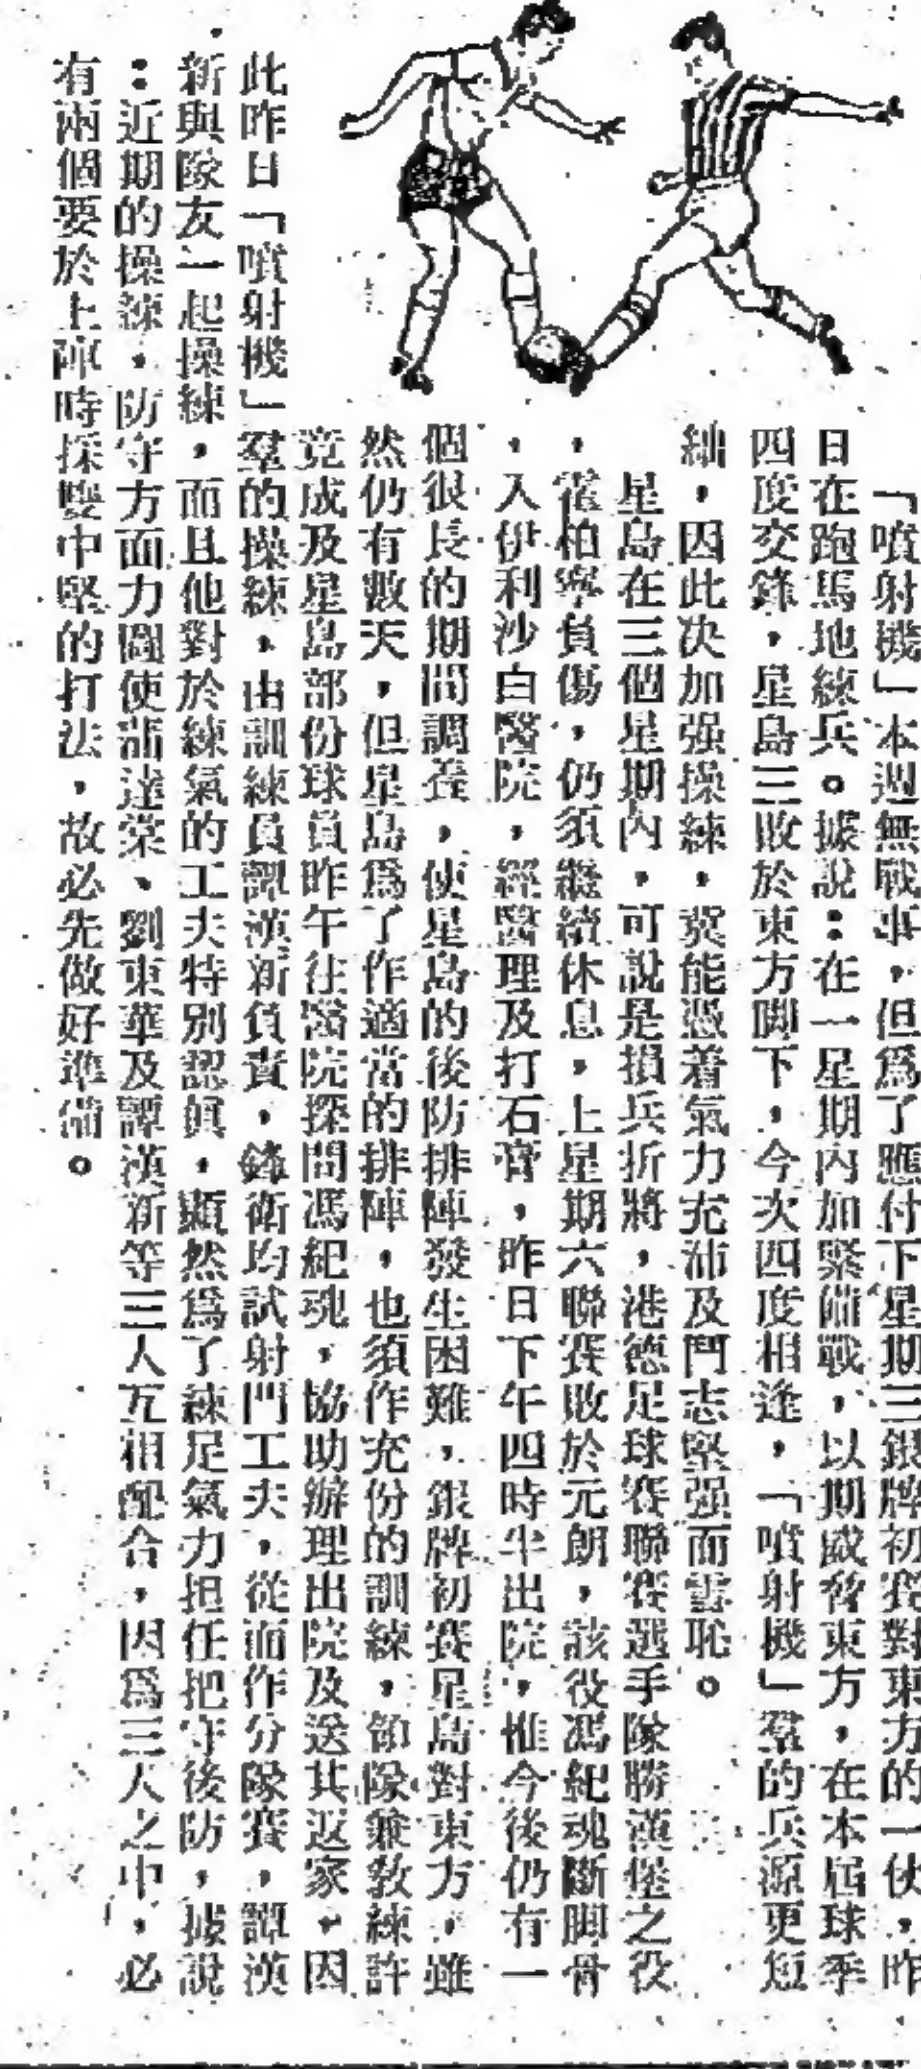 「噴射機」本週無戰事，但爲了應付下星期三銀牌初賽對東方的一仗，昨
日在跑馬地練兵。據說：在一星期內加緊備戰，以期威脅東方，在本屆球季
四度交鋒，星島三敗於東方脚下，今次四度相逢，「噴射機」羣的兵源更短
絀，因此决加强操練，冀能憑着氣力充沛及鬥志堅强而雪恥。
星島在三個星期內，可說是損兵折將，港德足球賽聯賽選手隊勝漢堡之役
，霍柏寧負傷，仍須繼續休息，上星期六聯賽敗於元朗，該役馮紀魂斷脚骨
，入伊利沙白醫院，經醫理及打石膏，昨日下午四時半出院，惟今後仍有一
個很長的期間調養，使星島的後防排陣發生困難，銀牌初賽星島對東方，雖
然仍有數天，但星島爲了作適當的排陣，也須作充份的訓練，領隊兼敎練許
竟成及星島部份球員昨午往醫院探問馮紀魂，協助辦理出院及送其返家，因
此昨日「噴射機」羣的操練，由訓練員譚漢新負責，鋒衛均試射門工夫，從而作分隊賽，譚漢
新與隊友一起操練，而且他對於練氣的工夫特別認眞，顯然爲了練足氣力担任把守後防，據說
：近期的操練，防守方面力圖使莆達棠、劉東華及譚漢新等三人互相配合，因爲三人之中，必
有兩個要於上陣時採雙中堅的打法，故必先做好準備。